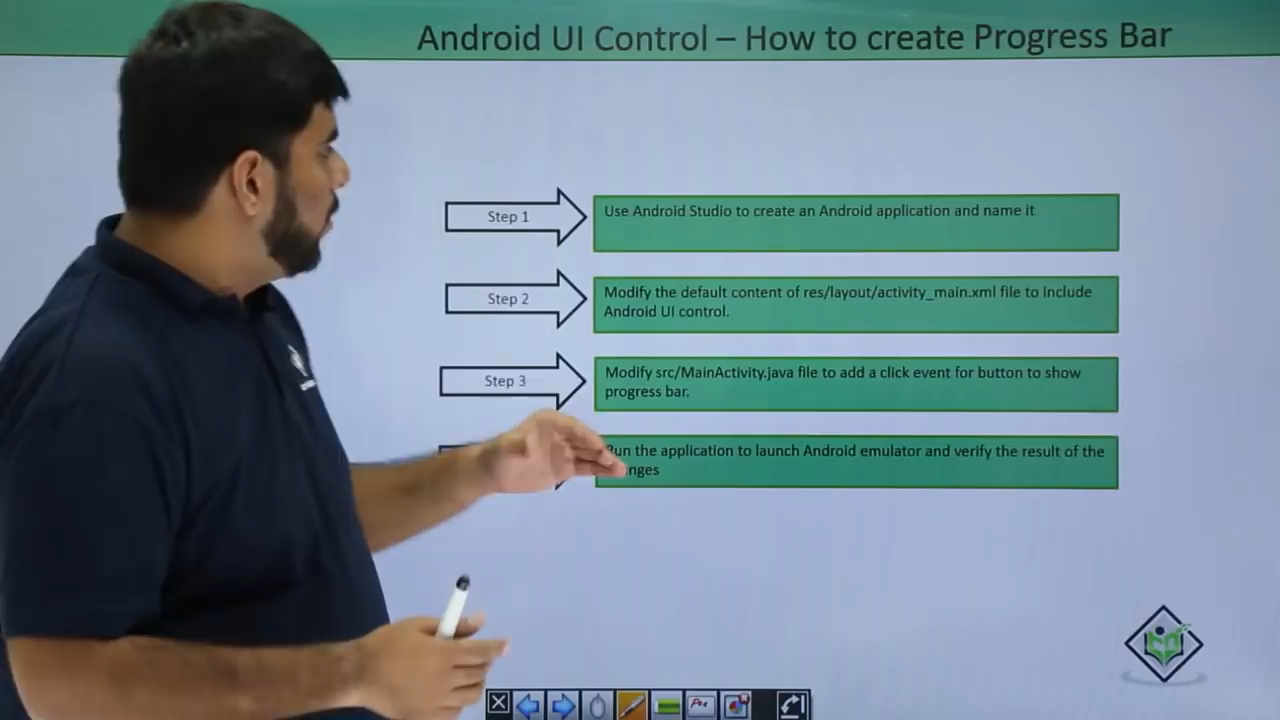 Android UI Control – How to create Progress Bar
Step 1
Use Android Studio to create an Android application and name it
Step 2
Modify the default content of res/layout/activity_main.xml file to include
Android UI control.
Step 3
Modify src/MainActivity.java file to add a click event for button to show
progress bar.
the application to launch Android emulator and verify the result of the